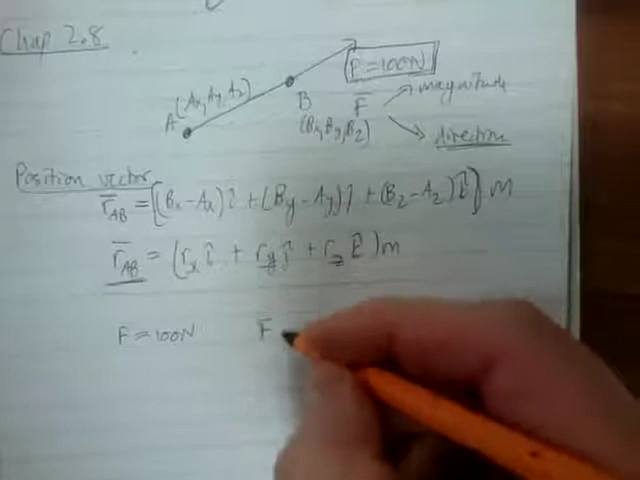 Chap 2.8
F = 100N
(Ax, Ay, Az)
magnitude
A
B
F̄
(Bx, By, Bz)
direction
Position vector
r̄AB = [(Bx - Ax) î + (By - Ay) ĵ + (Bz - Az) k̂] m
r̄AB = (rx î + ry ĵ + rz k̂) m
F = 100N F̄